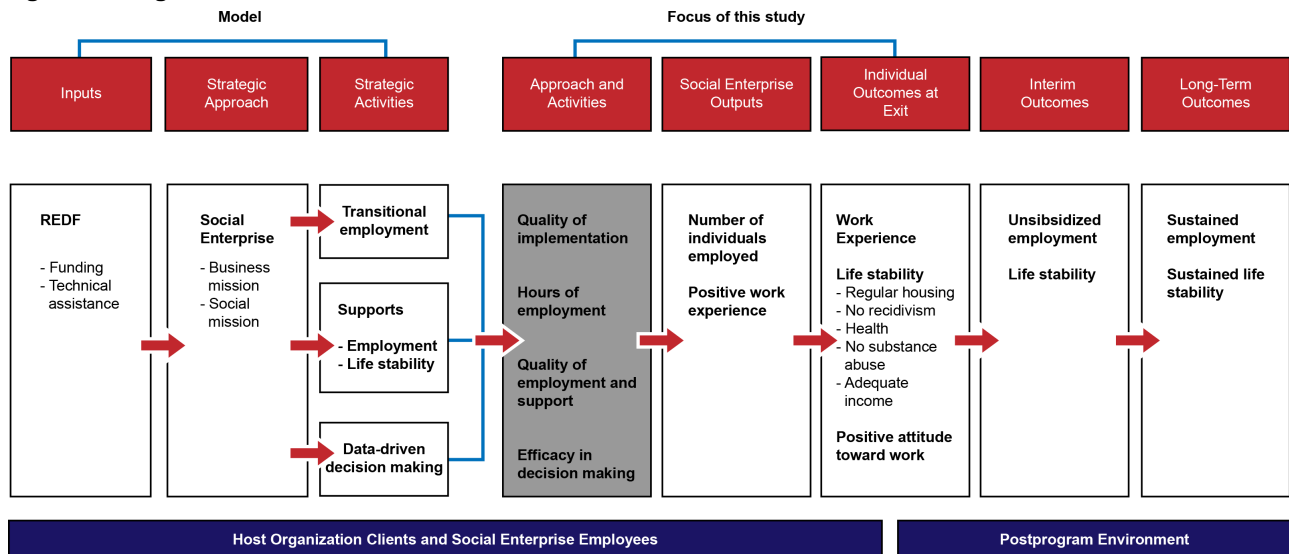 Model
Focus of this study
Inputs
Strategic
Approach
Strategic
Activities
Approach and
Activities
Social Enterprise
Outputs
Individual
Outcomes at
Exit
Interim
Outcomes
Long-Term
Outcomes
REDF
- Funding
- Technical
assistance
Social
Enterprise
- Business
mission
- Social
mission
Transitional
employment
Supports
- Employment
- Life stability
Data-driven
decision making
Quality of
implementation
Hours of
employment
Quality of
employment and
support
Efficacy in
decision making
Number of
individuals
employed
Positive work
experience
Work
Experience
Life stability
- Regular housing
- No recidivism
- Health
- No substance
abuse
- Adequate
income
Positive attitude
toward work
Unsibsidized
employment
Life stability
Sustained
employment
Sustained life
stability
Host Organization Clients and Social Enterprise Employees
Postprogram Environment